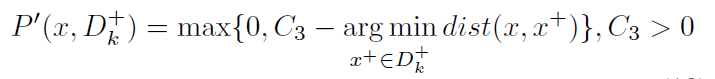 P′(x, D_k^+) = max{0, C_3 − arg min_{x^+∈D_k^+} dist(x, x^+)}, C_3 > 0